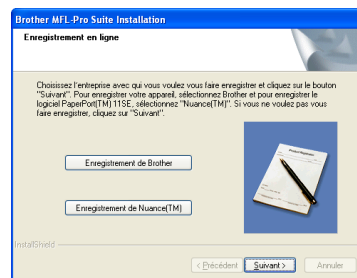 Brother MFL-Pro Suite Installation
Enregistrement en ligne
Choisissez l'entreprise avec qui vous voulez vous faire enregistrer et cliquez sur le bouton
"Suivant". Pour enregistrer votre appareil, sélectionnez Brother et pour enregistrer le
logiciel PaperPort(TM) 11SE, sélectionnez "Nuance(TM)". Si vous ne voulez pas vous
faire enregistrer, cliquez sur "Suivant".
Enregistrement de Brother
Enregistrement de Nuance(TM)
InstallShield
< Précédent Suivant > Annuler